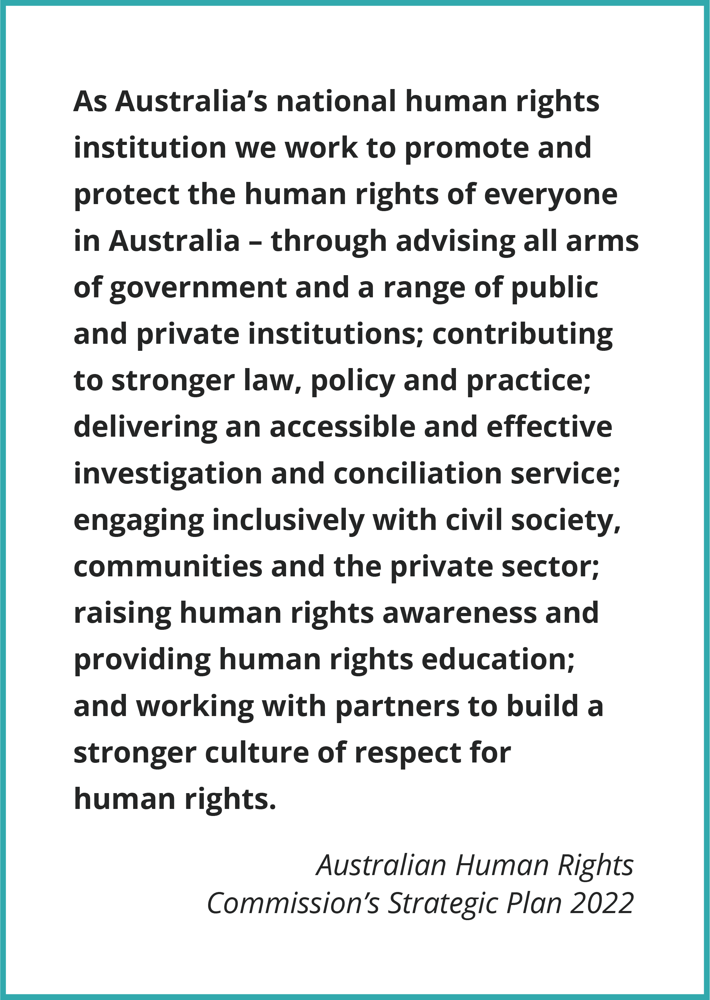 As Australia’s national human rights
institution we work to promote and
protect the human rights of everyone
in Australia – through advising all arms
of government and a range of public
and private institutions; contributing
to stronger law, policy and practice;
delivering an accessible and effective
investigation and conciliation service;
engaging inclusively with civil society,
communities and the private sector;
raising human rights awareness and
providing human rights education;
and working with partners to build a
stronger culture of respect for
human rights.
Australian Human Rights
Commission’s Strategic Plan 2022